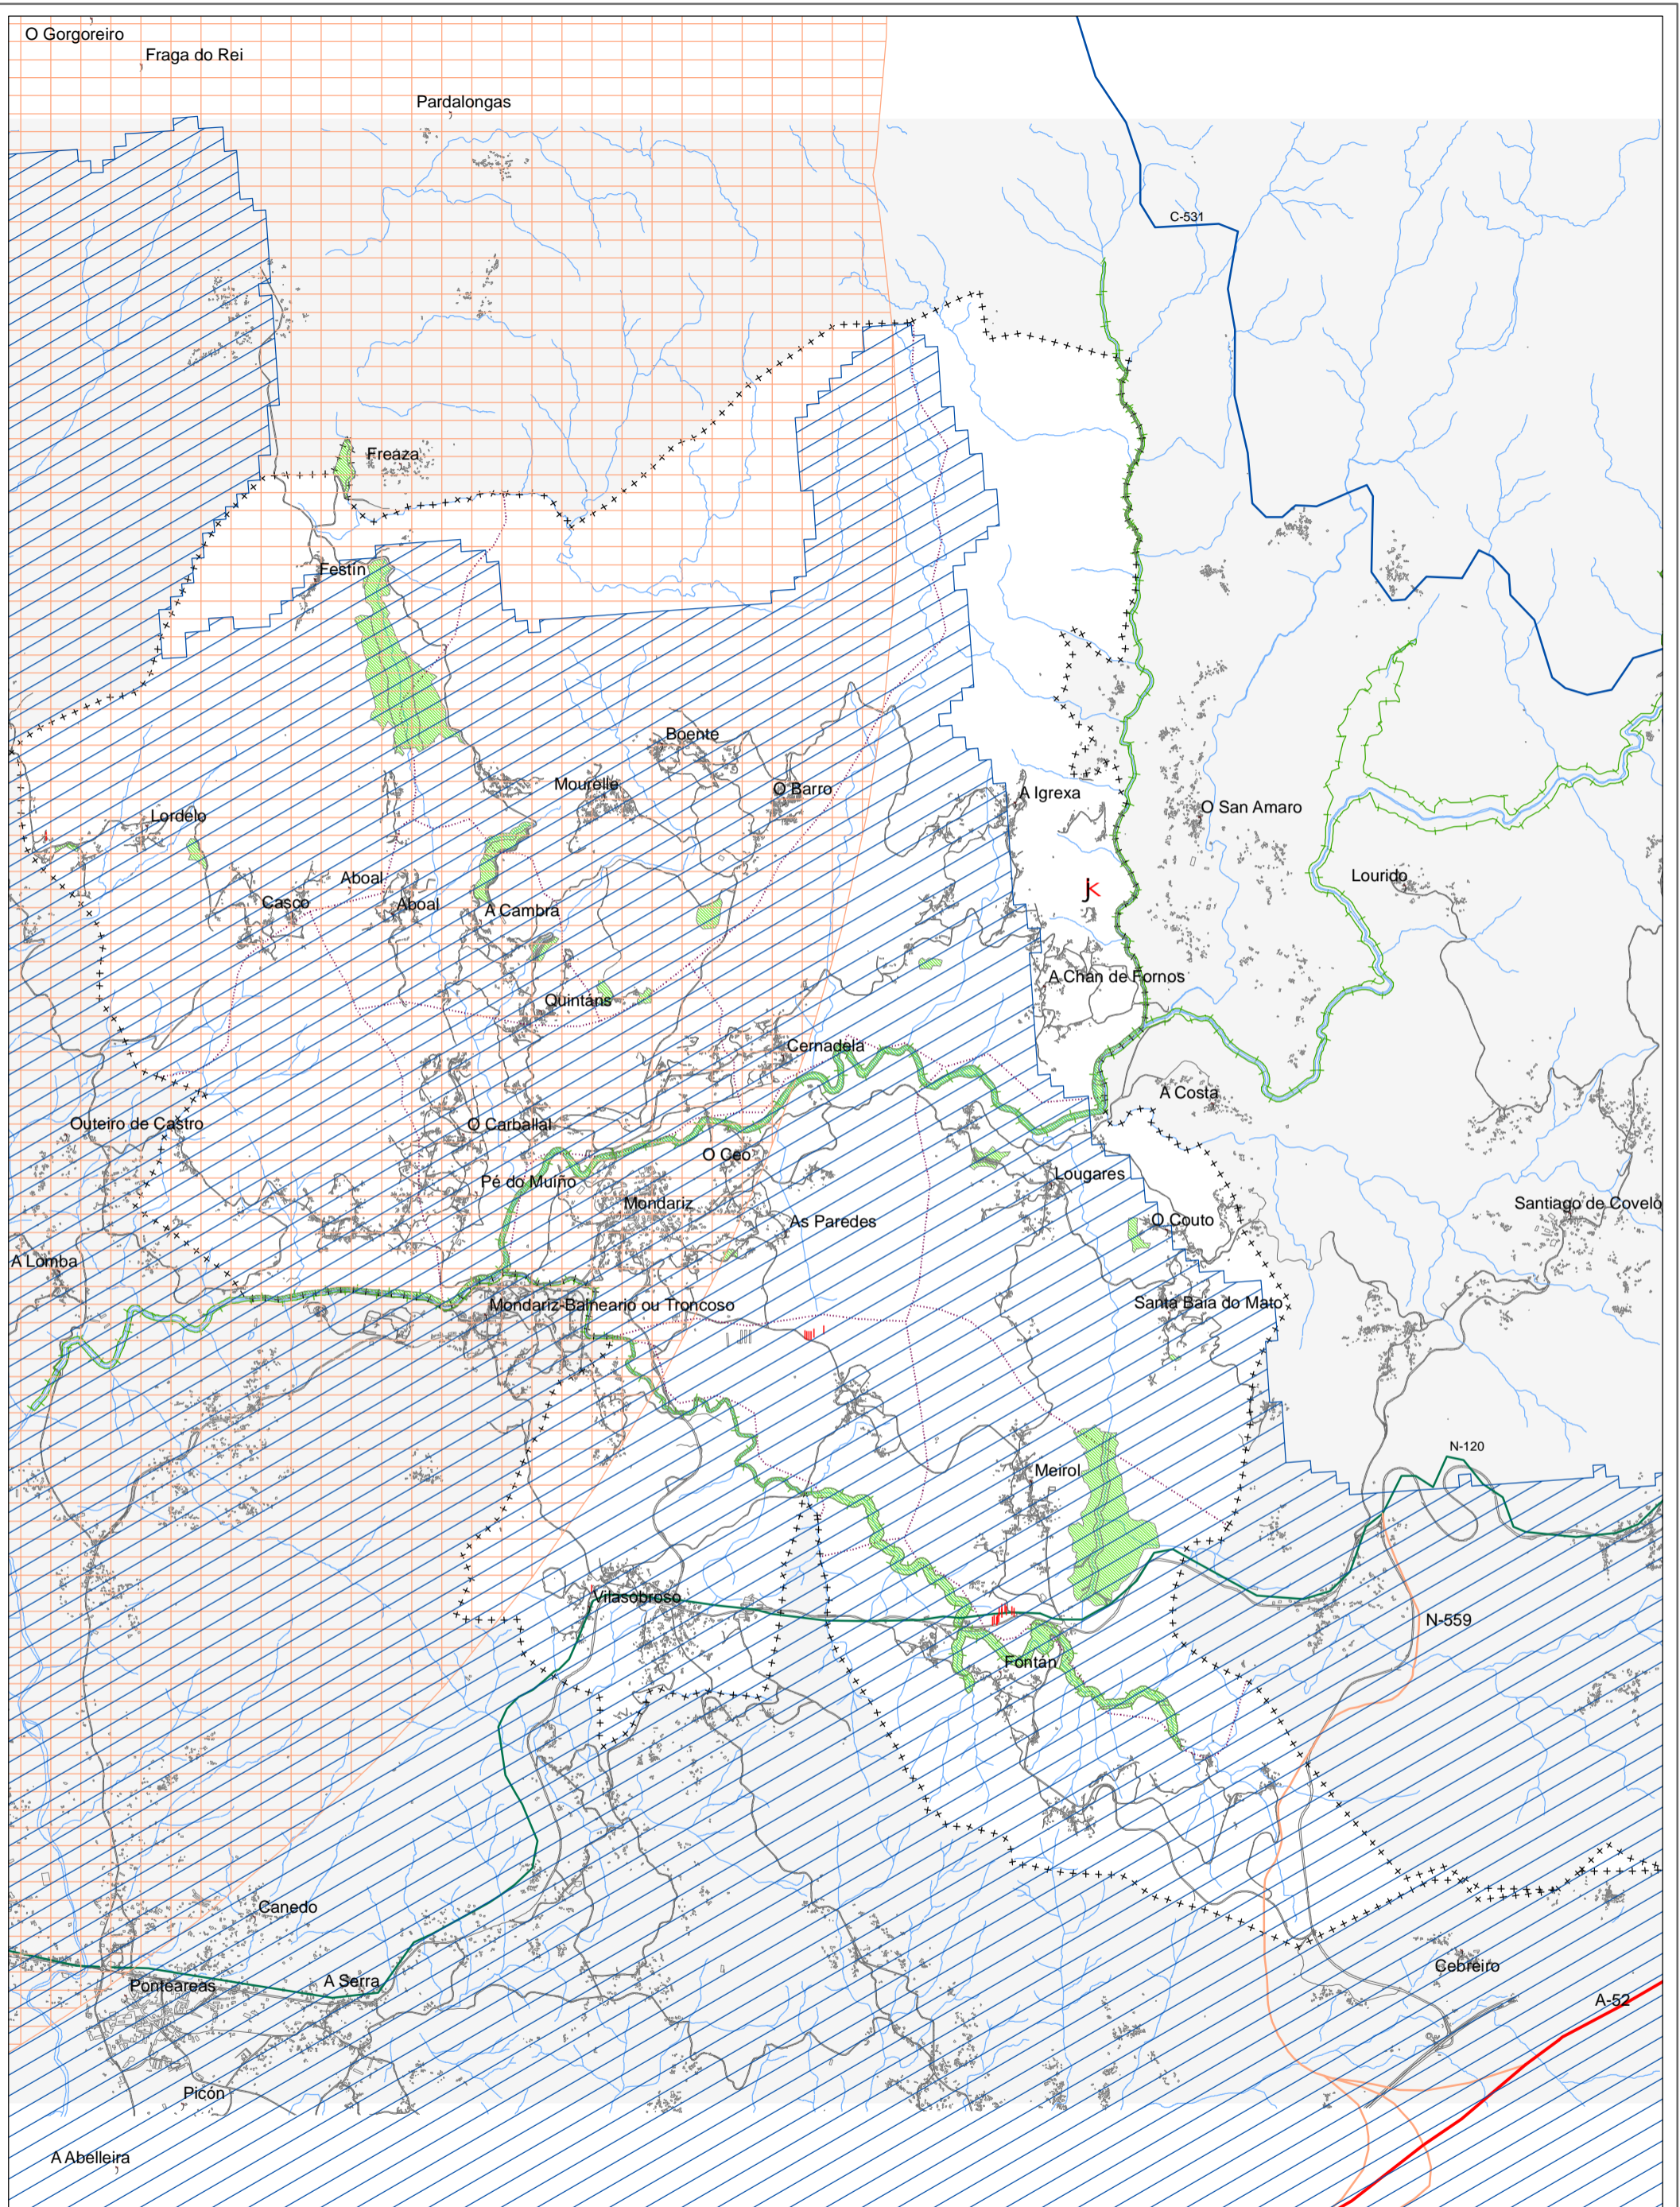 O Gorgoreiro
Fraga do Rei
Pardalongas
C-531
Freaza
Festín
Boente
Mourelle
O Barro
A Igrexa
O San Amaro
Lordelo
Lourido
Aboal
Casco
Aboal
A Cambra
jk
A Chan de Fornos
Quintáns
Cernadela
A Costa
Outeiro de Castro
O Carballal
O Ceo
Lougares
Pé do Muíño
Mondariz
Santiago de Covelo
As Paredes
O Couto
A Lomba
Mondariz-Balneario ou Troncoso
Santa Baia do Mato
N-120
Meirol
Vilasobroso
N-559
Fontán
Canedo
Cebreiro
Ponteareas
A Serra
A-52
Picón
A Abelleira